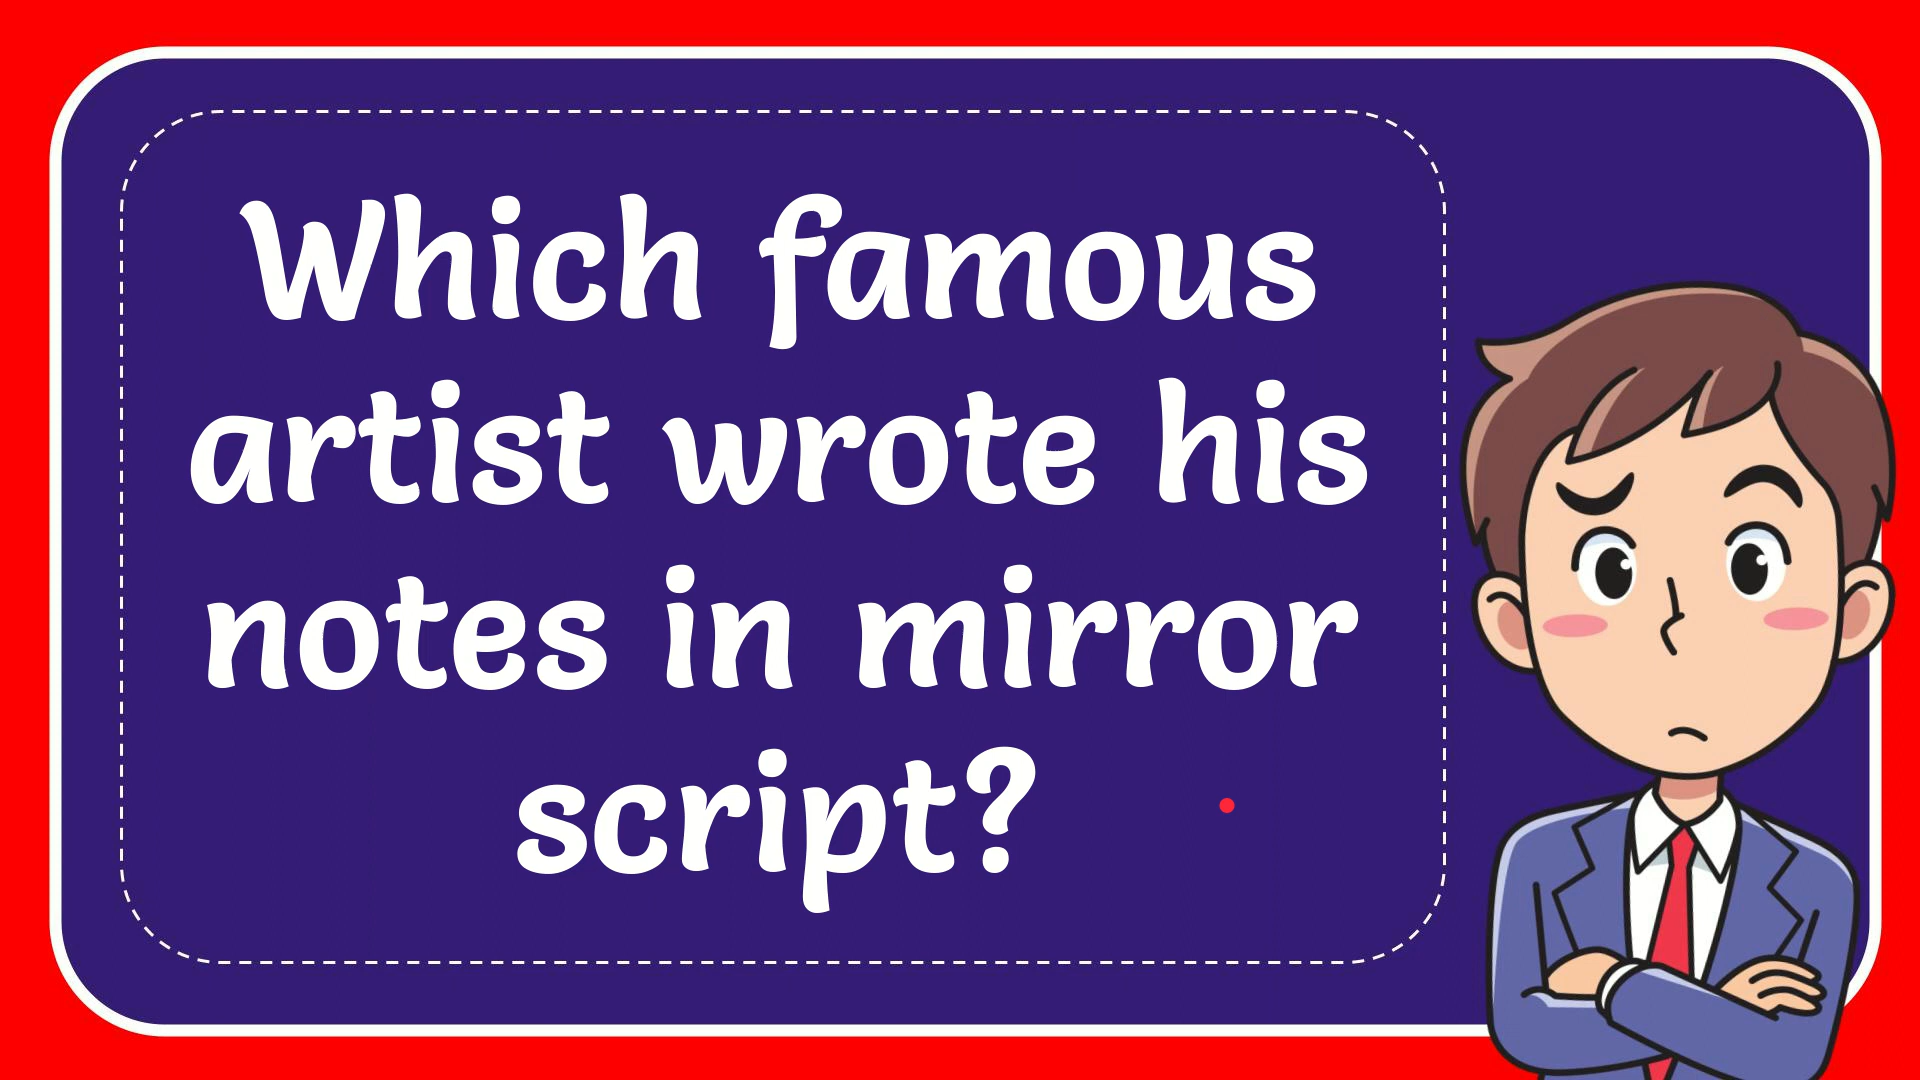 Which famous
artist wrote his
notes in mirror
script?